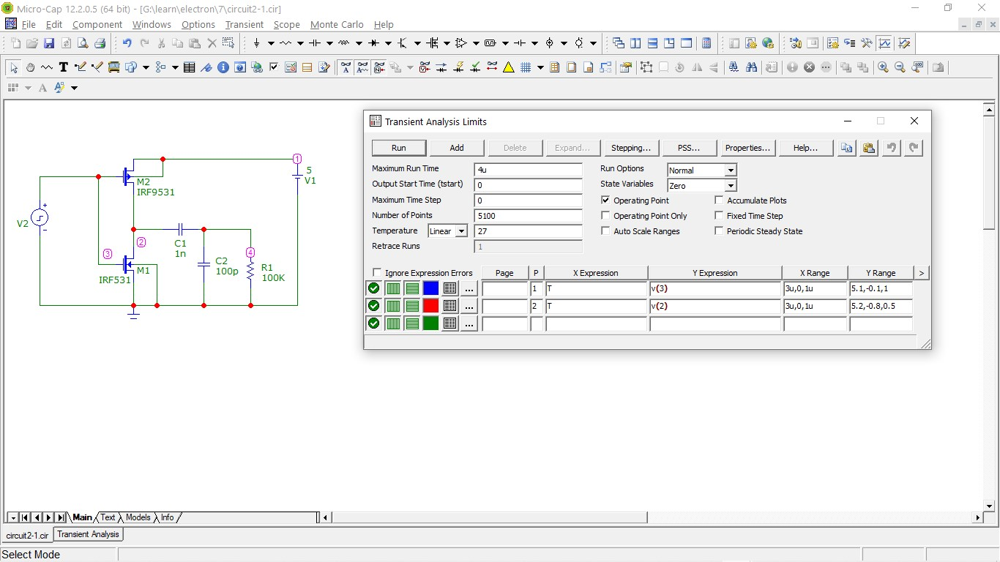 Micro-Cap 12.2.0.5 (64 bit) - [G:\learn\electron\7\circuit2-1.cir]
File Edit Component Windows Options Transient Scope Monte Carlo Help
Transient Analysis Limits
Run Add Delete Expand... Stepping... PSS... Properties... Help...
Maximum Run Time 4u Run Options Normal
Output Start Time (tstart) 0 State Variables Zero
Maximum Time Step 0 Operating Point Accumulate Plots
Number of Points 5100 Operating Point Only Fixed Time Step
Temperature Linear 27 Auto Scale Ranges Periodic Steady State
Retrace Runs 1
Ignore Expression Errors Page P X Expression Y Expression X Range Y Range >
... 1 T v(3) 3u,0,1u 5.1,-0.1,1
... 2 T v(2) 3u,0,1u 5.2,-0.8,0.5
...
1
5
V1
M2
IRF9531
V2
+
-
2
3
C1
1n
4
M1
IRF531
C2
100p
R1
100K
Main Text Models Info
circuit2-1.cir Transient Analysis
Select Mode